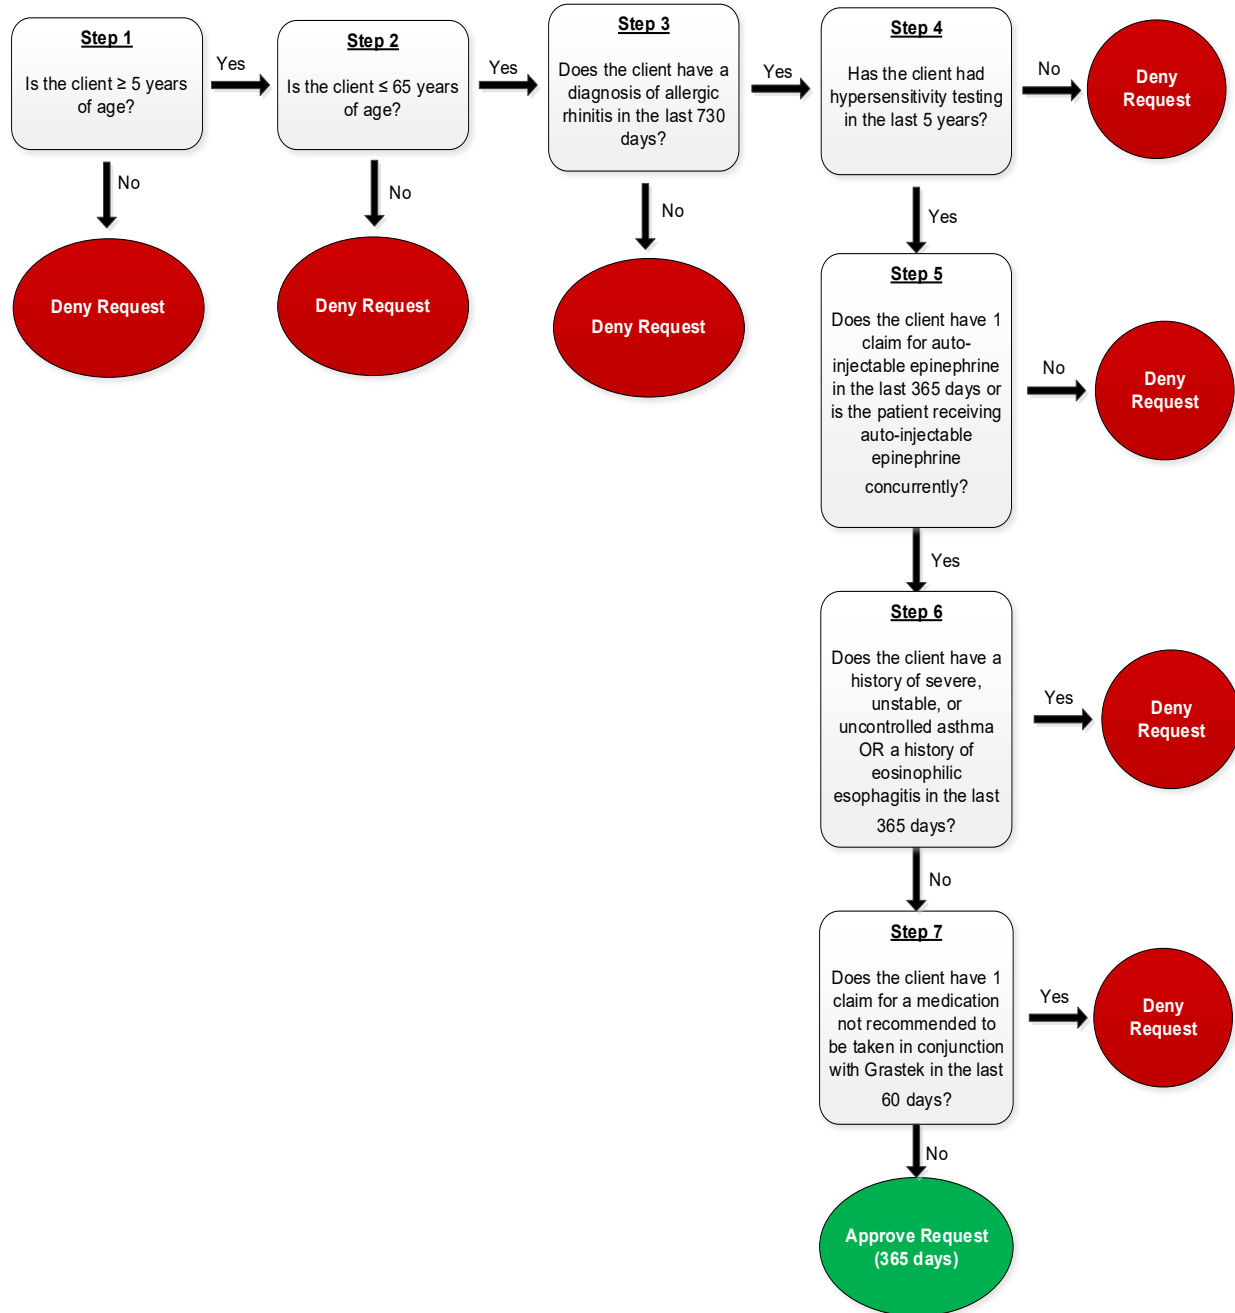 Step 1
Is the client ≥ 5 years
of age?
Yes
No
Deny Request
Step 2
Is the client ≤ 65 years
of age?
Yes
No
Deny Request
Step 3
Does the client have a
diagnosis of allergic
rhinitis in the last 730
days?
Yes
No
Deny Request
Step 4
Has the client had
hypersensitivity testing
in the last 5 years?
No
Deny
Request
Yes
Step 5
Does the client have 1
claim for auto-
injectable epinephrine
in the last 365 days or
is the patient receiving
auto-injectable
epinephrine
concurrently?
No
Deny
Request
Yes
Step 6
Does the client have a
history of severe,
unstable, or
uncontrolled asthma
OR a history of
eosinophilic
esophagitis in the last
365 days?
Yes
Deny
Request
No
Step 7
Does the client have 1
claim for a medication
not recommended to
be taken in conjunction
with Grastek in the last
60 days?
Yes
Deny
Request
No
Approve Request
(365 days)